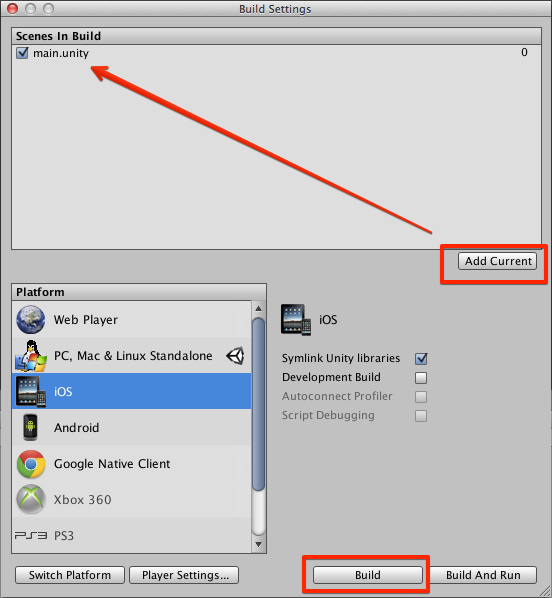 Build Settings
Scenes In Build
main.unity 0
Add Current
Platform
Web Player
PC, Mac & Linux Standalone
iOS
Android
Google Native Client
Xbox 360
PS3 PS3
iOS
Symlink Unity libraries
Development Build
Autoconnect Profiler
Script Debugging
Switch Platform
Player Settings...
Build
Build And Run